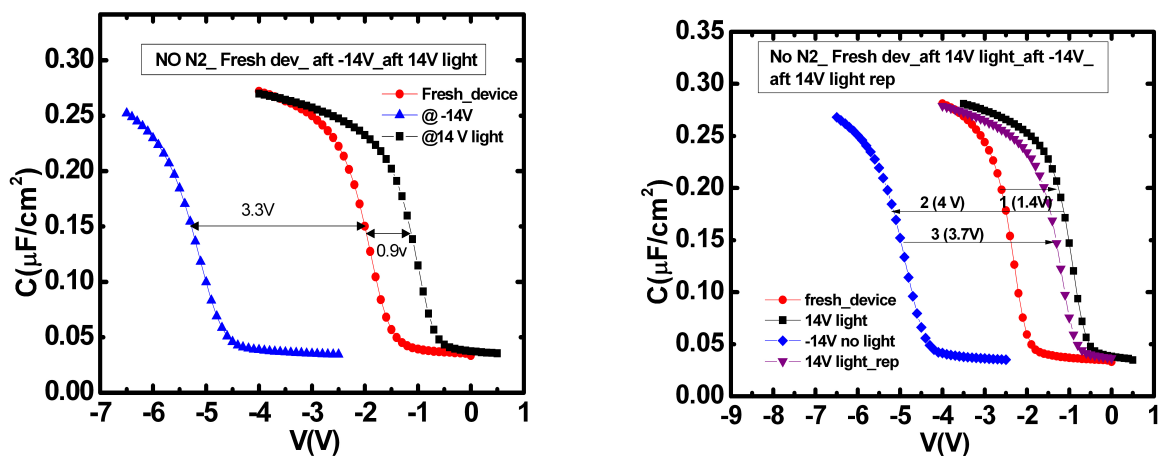 NO N2_ Fresh dev_ aft -14V_aft 14V light
Fresh_device
@ -14V
@14 V light
3.3V
0.9v
C(μF/cm²)
0.30
0.25
0.20
0.15
0.10
0.05
0.00
-7 -6 -5 -4 -3 -2 -1 0 1
V(V)
No N2_ Fresh dev_aft 14V light_aft -14V_
aft 14V light rep
1 (1.4V)
2 (4 V)
3 (3.7V)
fresh_device
14V light
-14V no light
14V light_rep
C(μF/cm²)
0.35
0.30
0.25
0.20
0.15
0.10
0.05
0.00
-9 -8 -7 -6 -5 -4 -3 -2 -1 0 1
V(V)